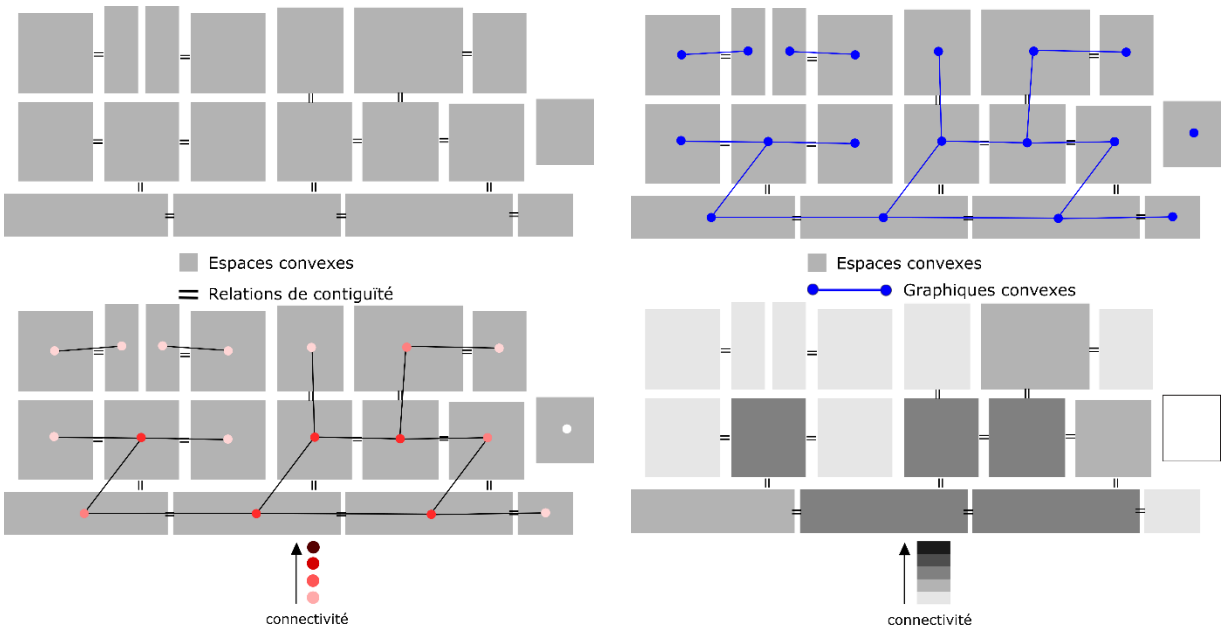 Espaces convexes
Relations de contiguïté
Espaces convexes
Graphiques convexes
connectivité
connectivité